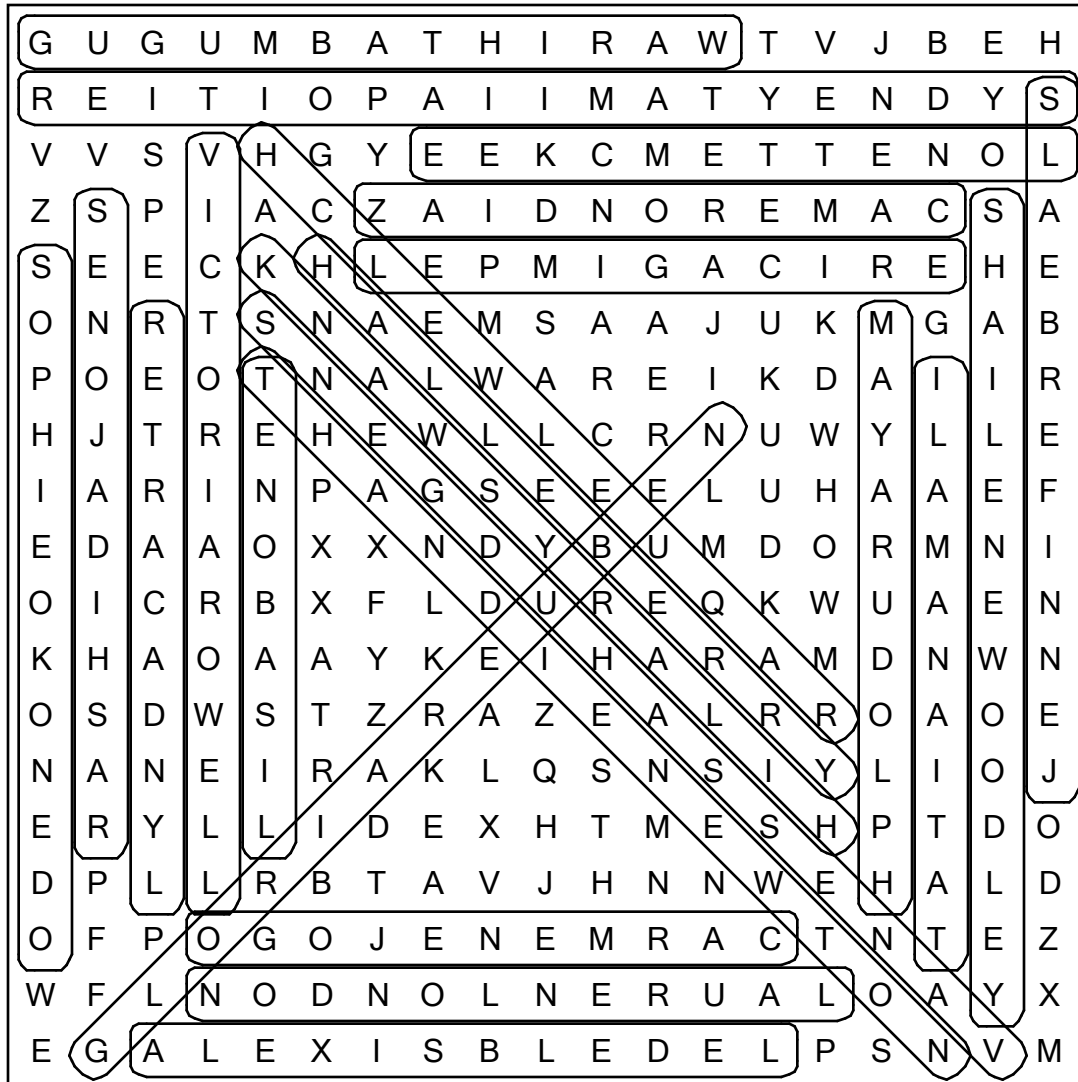 G U G U M B A T H I R A W T V J B E H
R E I T I O P A I I M A T Y E N D Y S
V V S V H G Y E E K C M E T T E N O L
Z S P I A C Z A I D N O R E M A C S A
S E E C K H L E P M I G A C I R E H E
O N R T S N A E M S A A J U K M G A B
P O E O T N A L W A R E I K D A I I R
H J T R E H E W L L C R N U W Y L L E
I A R I N P A G S E E E L U H A A E F
E D A A O X X N D Y B U M D O R M N I
O I C R B X F L D U R E Q K W U A E N
K H A O A A Y K E I H A R A M D N W N
O S D W S T Z R A Z E A L R R O A O E
N A N E I R A K L Q S N S I Y L I O J
E R Y L L I D E X H T M E S H P T D O
D P L L R B T A V J H N N W E H A L D
O F P O G O J E N E M R A C T N T E Z
W F L N O D N O L N E R U A L O A Y X
E G A L E X I S B L E D E L P S N V M